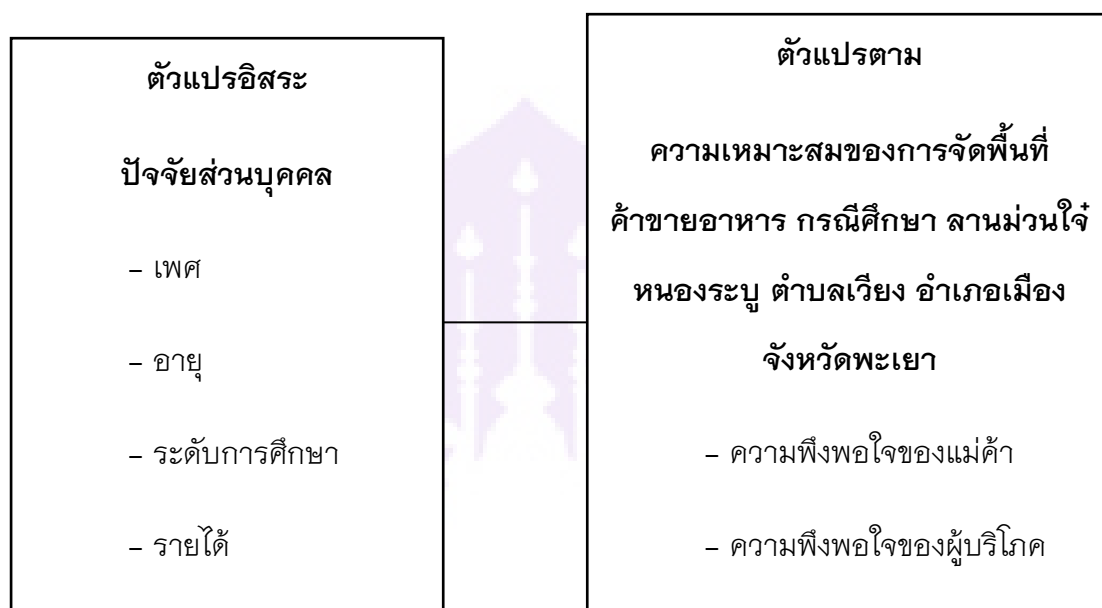 ตัวแปรอิสระ
ปัจจัยส่วนบุคคล
– เพศ
– อายุ
– ระดับการศึกษา
– รายได้
ตัวแปรตาม
ความเหมาะสมของการจัดพื้นที่
ค้าขายอาหาร กรณีศึกษา ลานม่วนใจ๋
หนองระบู ตำบลเวียง อำเภอเมือง
จังหวัดพะเยา
– ความพึงพอใจของแม่ค้า
– ความพึงพอใจของผู้บริโภค